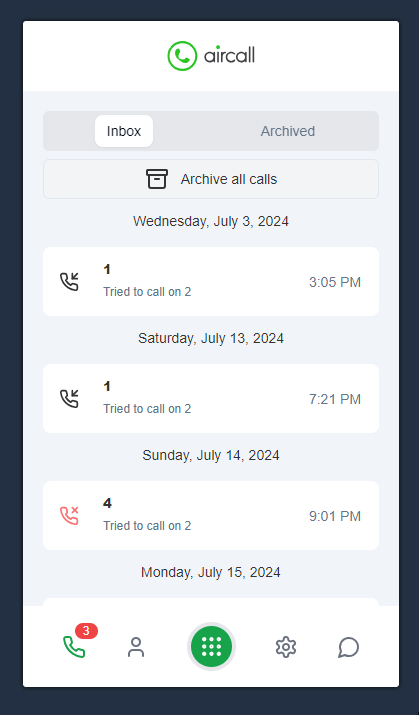 aircall
Inbox
Archived
Archive all calls
Wednesday, July 3, 2024
1
Tried to call on 2
3:05 PM
Saturday, July 13, 2024
1
Tried to call on 2
7:21 PM
Sunday, July 14, 2024
4
Tried to call on 2
9:01 PM
Monday, July 15, 2024
3